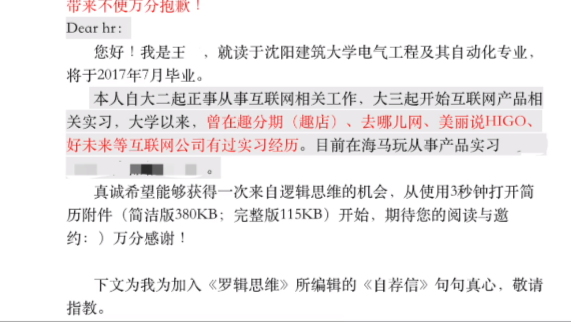 带来不便万分抱歉！
Dear hr：
您好！我是王 ，就读于沈阳建筑大学电气工程及其自动化专业，
将于2017年7月毕业。
本人自大二起正事从事互联网相关工作，大三起开始互联网产品相
关实习，大学以来，曾在趣分期（趣店）、去哪儿网、美丽说HIGO、
好未来等互联网公司有过实习经历。目前在海马玩从事产品实习
。
真诚希望能够获得一次来自逻辑思维的机会，从使用3秒钟打开简
历附件（简洁版380KB；完整版115KB）开始，期待您的阅读与邀
约：）万分感谢！
下文为我为加入《罗辑思维》所编辑的《自荐信》句句真心，敬请
指教。